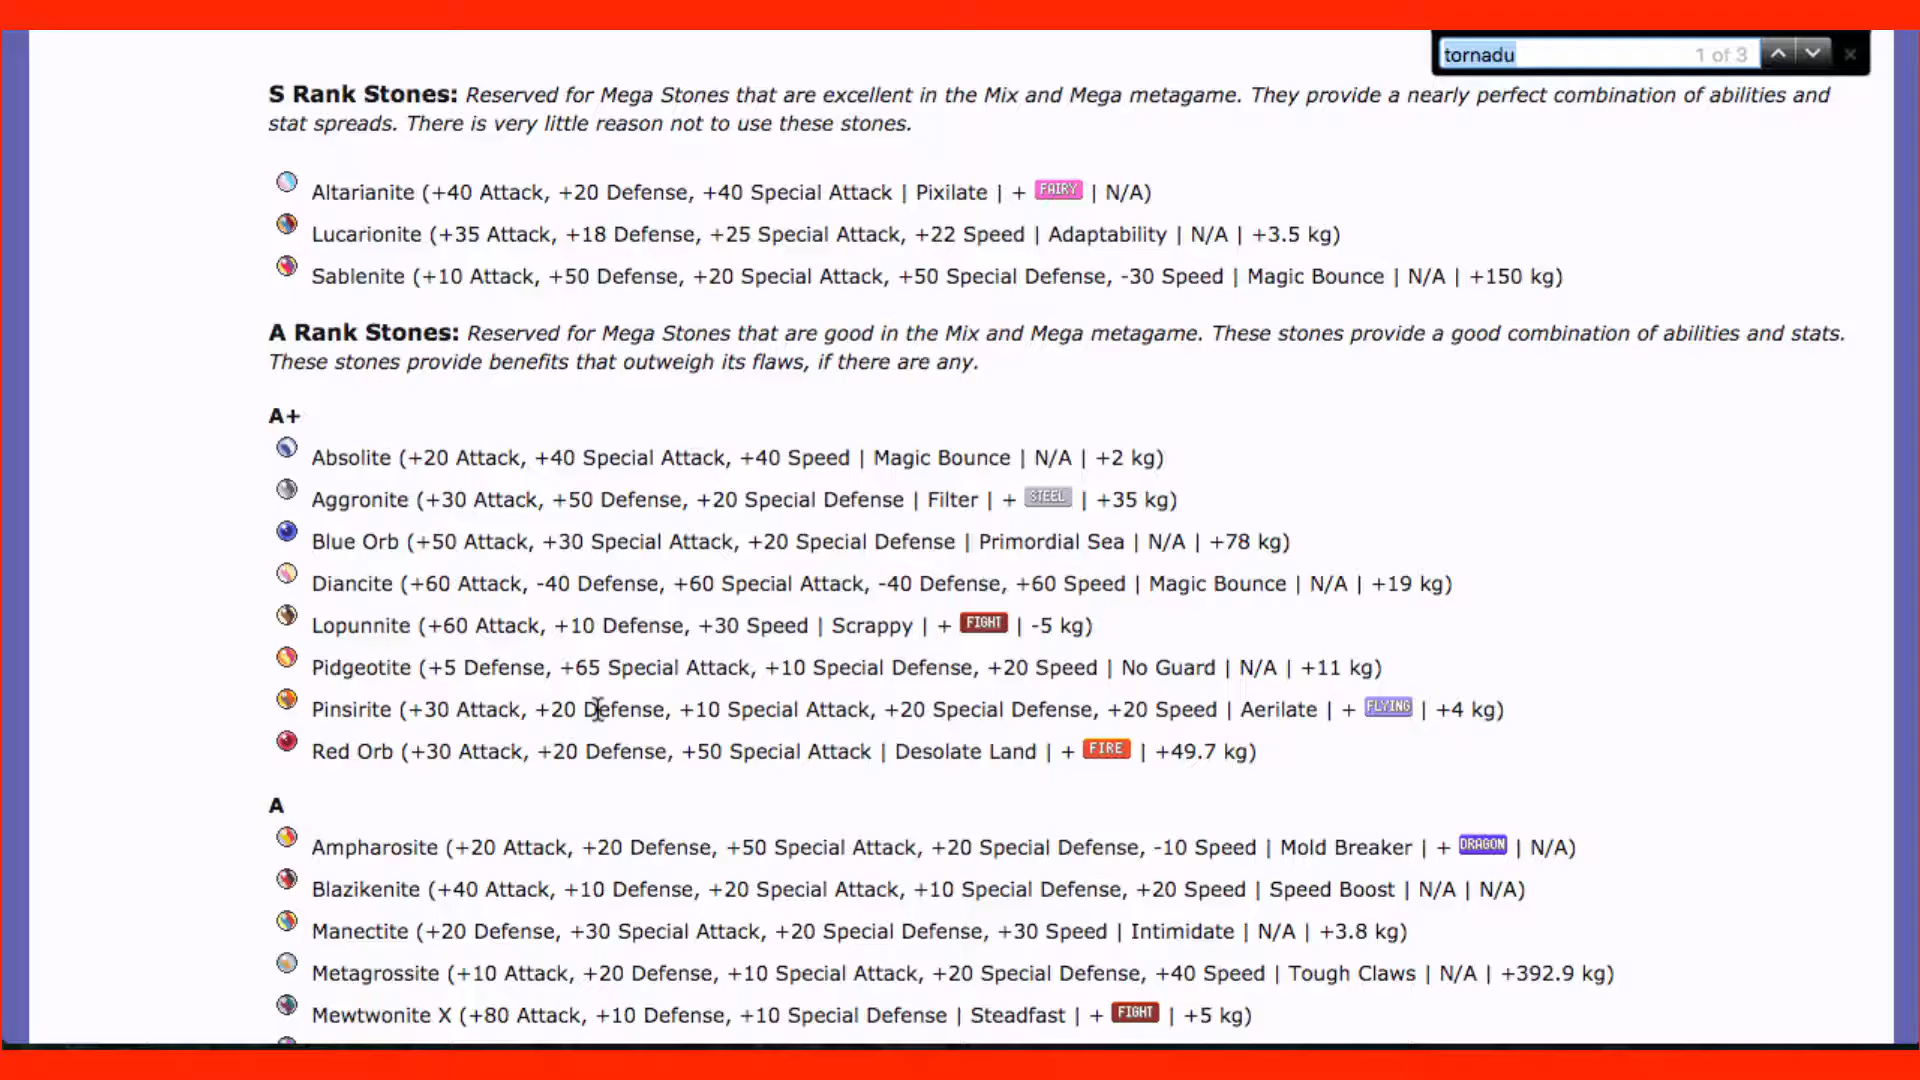 tornadu 1 of 3
S Rank Stones: Reserved for Mega Stones that are excellent in the Mix and Mega metagame. They provide a nearly perfect combination of abilities and
stat spreads. There is very little reason not to use these stones.
Altarianite (+40 Attack, +20 Defense, +40 Special Attack | Pixilate | + FAIRY | N/A)
Lucarionite (+35 Attack, +18 Defense, +25 Special Attack, +22 Speed | Adaptability | N/A | +3.5 kg)
Sablenite (+10 Attack, +50 Defense, +20 Special Attack, +50 Special Defense, -30 Speed | Magic Bounce | N/A | +150 kg)
A Rank Stones: Reserved for Mega Stones that are good in the Mix and Mega metagame. These stones provide a good combination of abilities and stats.
These stones provide benefits that outweigh its flaws, if there are any.
A+
Absolite (+20 Attack, +40 Special Attack, +40 Speed | Magic Bounce | N/A | +2 kg)
Aggronite (+30 Attack, +50 Defense, +20 Special Defense | Filter | + STEEL | +35 kg)
Blue Orb (+50 Attack, +30 Special Attack, +20 Special Defense | Primordial Sea | N/A | +78 kg)
Diancite (+60 Attack, -40 Defense, +60 Special Attack, -40 Defense, +60 Speed | Magic Bounce | N/A | +19 kg)
Lopunnite (+60 Attack, +10 Defense, +30 Speed | Scrappy | + FIGHT | -5 kg)
Pidgeotite (+5 Defense, +65 Special Attack, +10 Special Defense, +20 Speed | No Guard | N/A | +11 kg)
Pinsirite (+30 Attack, +20 Defense, +10 Special Attack, +20 Special Defense, +20 Speed | Aerilate | + FLYING | +4 kg)
Red Orb (+30 Attack, +20 Defense, +50 Special Attack | Desolate Land | + FIRE | +49.7 kg)
A
Ampharosite (+20 Attack, +20 Defense, +50 Special Attack, +20 Special Defense, -10 Speed | Mold Breaker | + DRAGON | N/A)
Blazikenite (+40 Attack, +10 Defense, +20 Special Attack, +10 Special Defense, +20 Speed | Speed Boost | N/A | N/A)
Manectite (+20 Defense, +30 Special Attack, +20 Special Defense, +30 Speed | Intimidate | N/A | +3.8 kg)
Metagrossite (+10 Attack, +20 Defense, +10 Special Attack, +20 Special Defense, +40 Speed | Tough Claws | N/A | +392.9 kg)
Mewtwonite X (+80 Attack, +10 Defense, +10 Special Defense | Steadfast | + FIGHT | +5 kg)